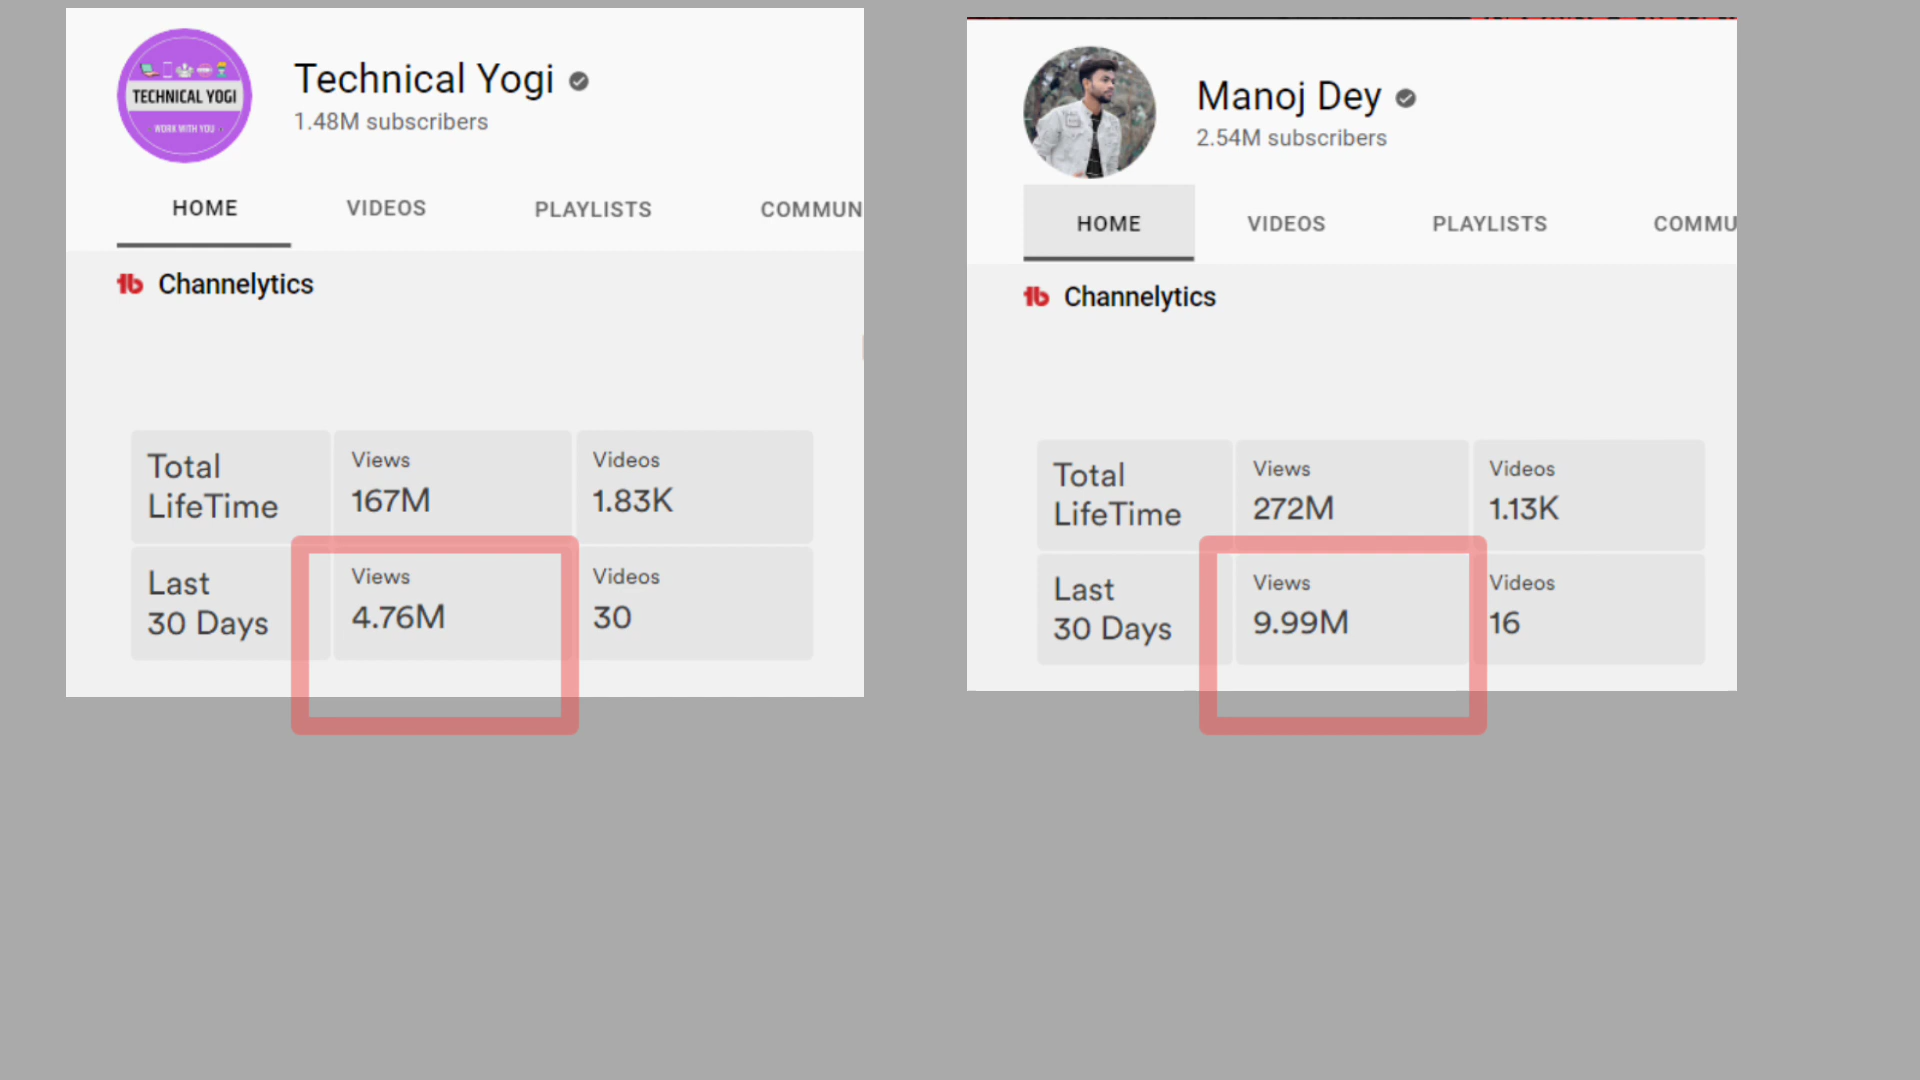 TECHNICAL YOGI
WORK WITH YOU
Technical Yogi
1.48M subscribers
HOME VIDEOS PLAYLISTS COMMUN
tb Channelytics
Total LifeTime
Views
167M
Videos
1.83K
Last 30 Days
Views
4.76M
Videos
30
Manoj Dey
2.54M subscribers
HOME VIDEOS PLAYLISTS COMMU
tb Channelytics
Total LifeTime
Views
272M
Videos
1.13K
Last 30 Days
Views
9.99M
Videos
16